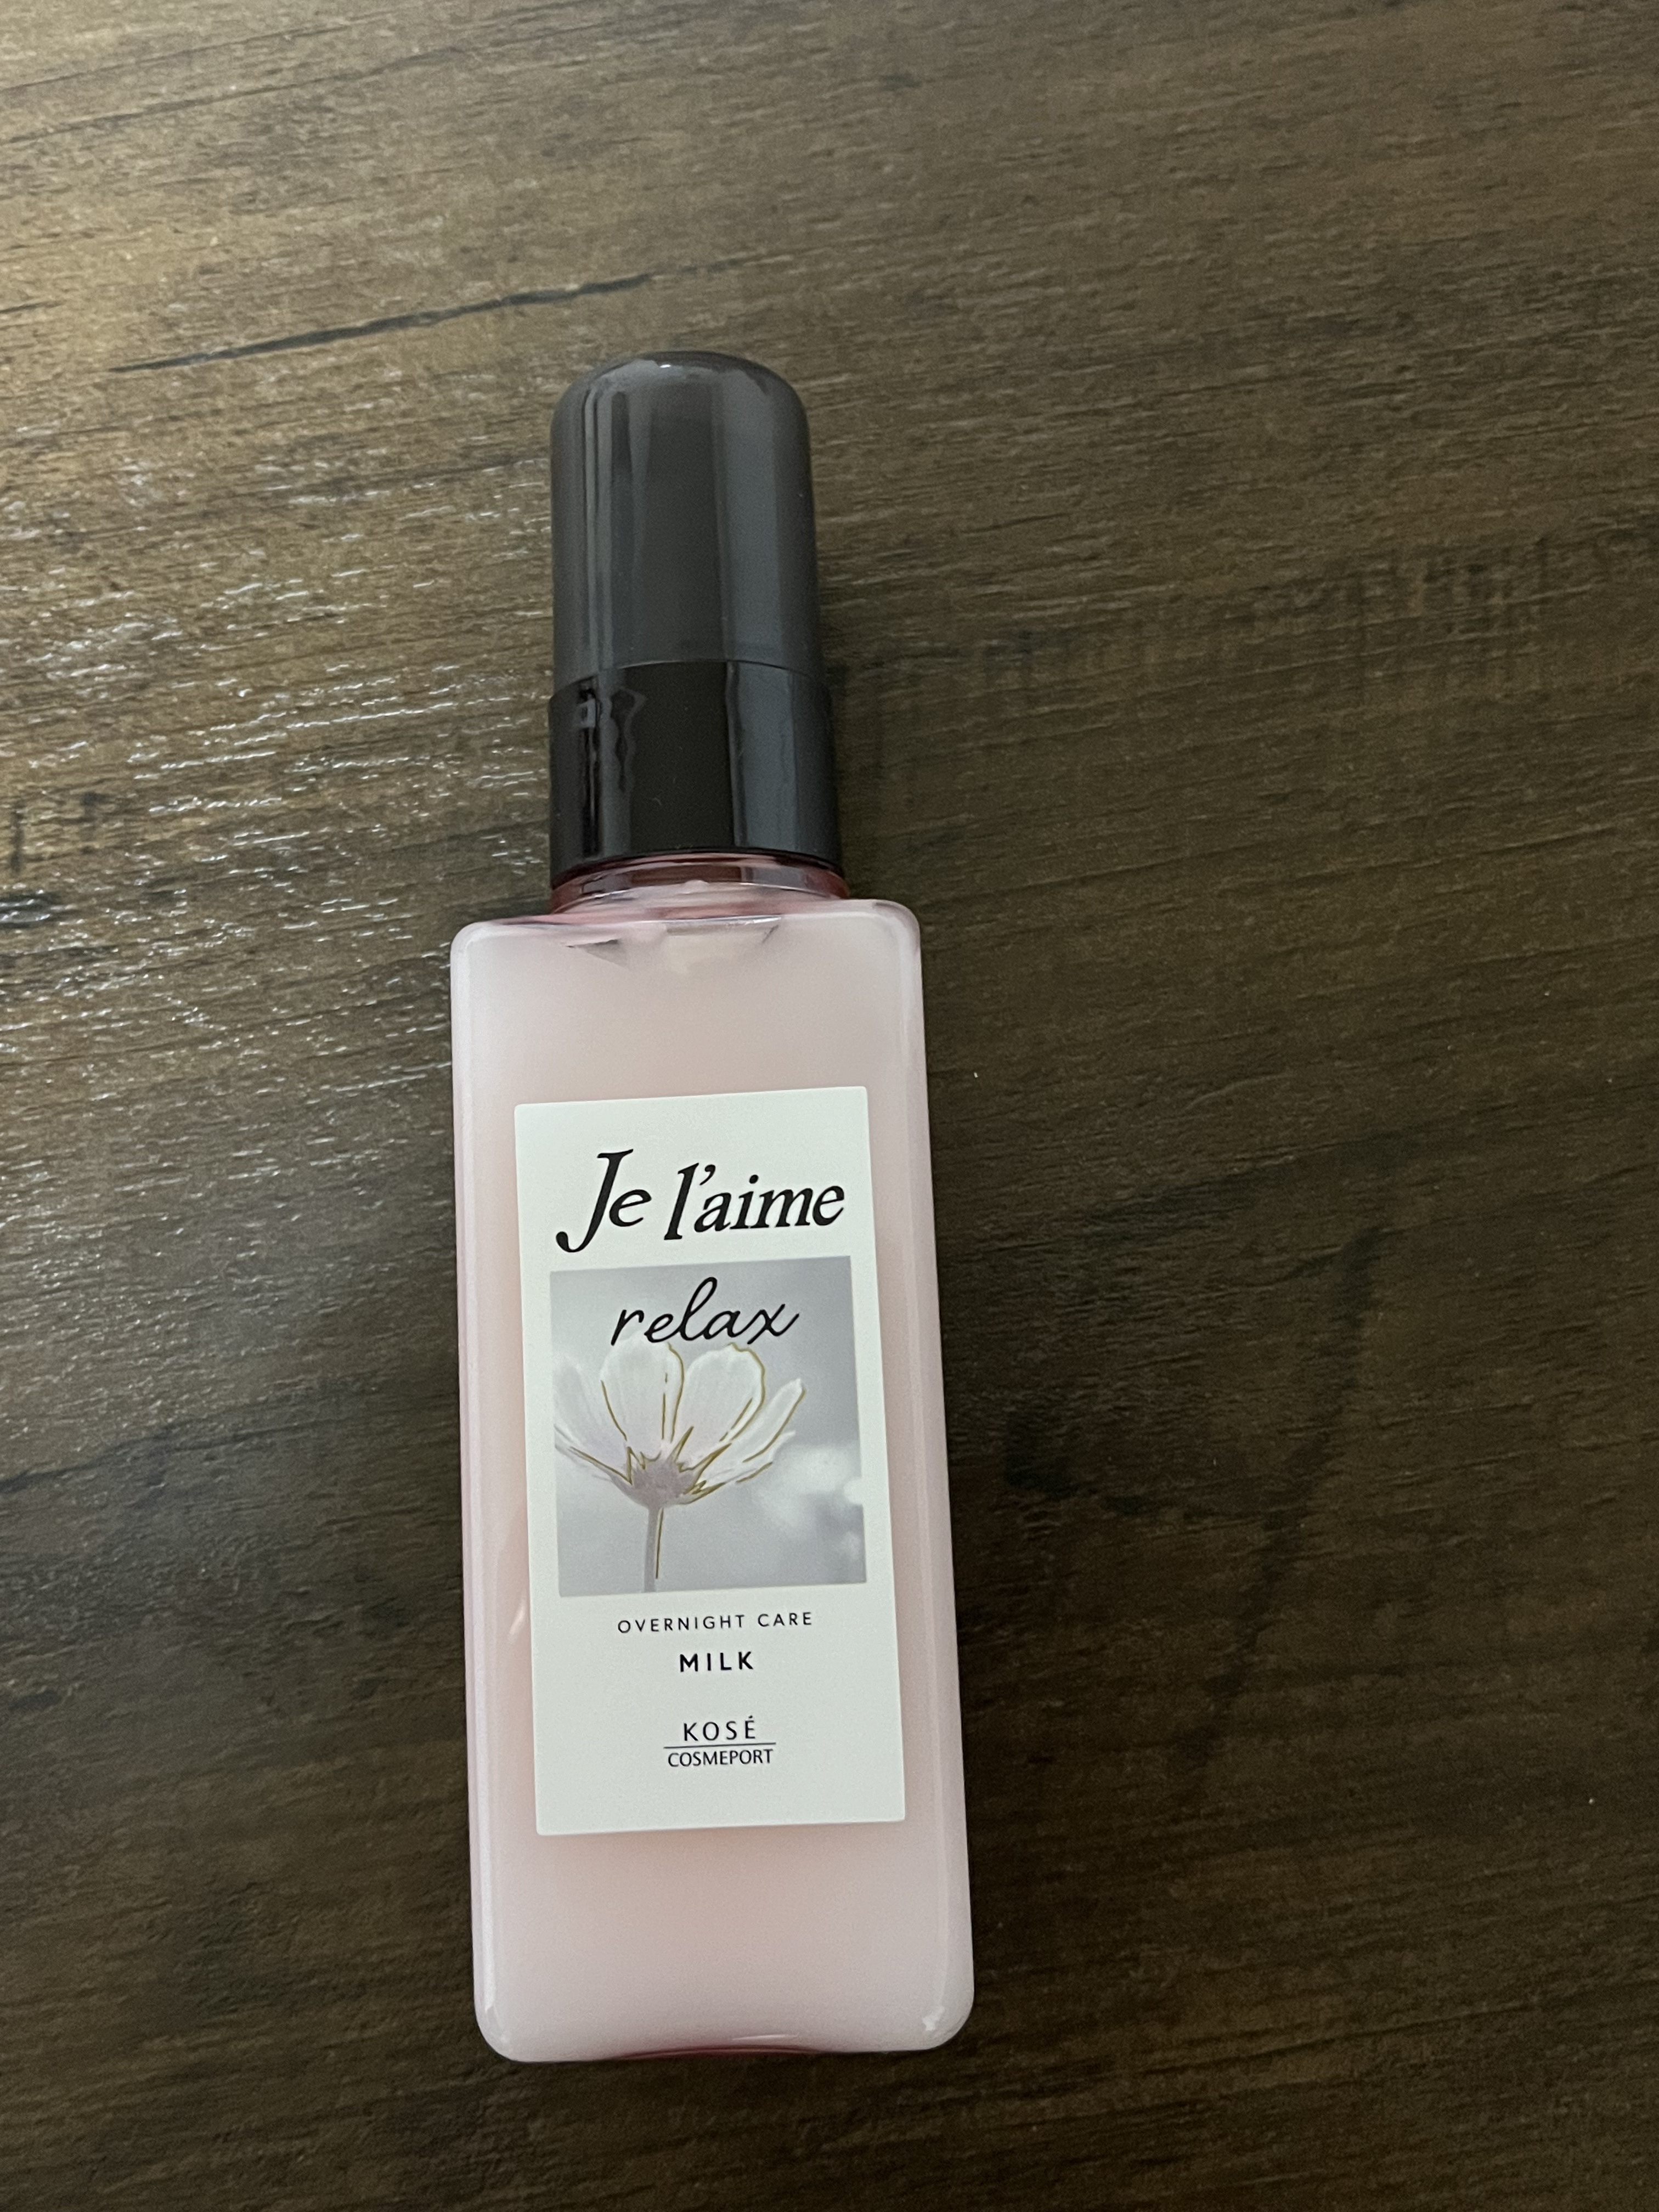 Je l'aime
relax
OVERNIGHT CARE
MILK
KOSÉ
COSMEPORT